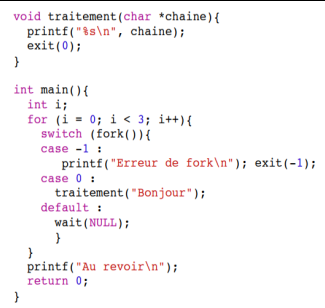 void traitement(char *chaine){
printf("%s\n", chaine);
exit(0);
}
int main(){
int i;
for (i = 0; i < 3; i++){
switch (fork()){
case -1 :
printf("Erreur de fork\n"); exit(-1);
case 0 :
traitement("Bonjour");
default :
wait(NULL);
}
}
printf("Au revoir\n");
return 0;
}